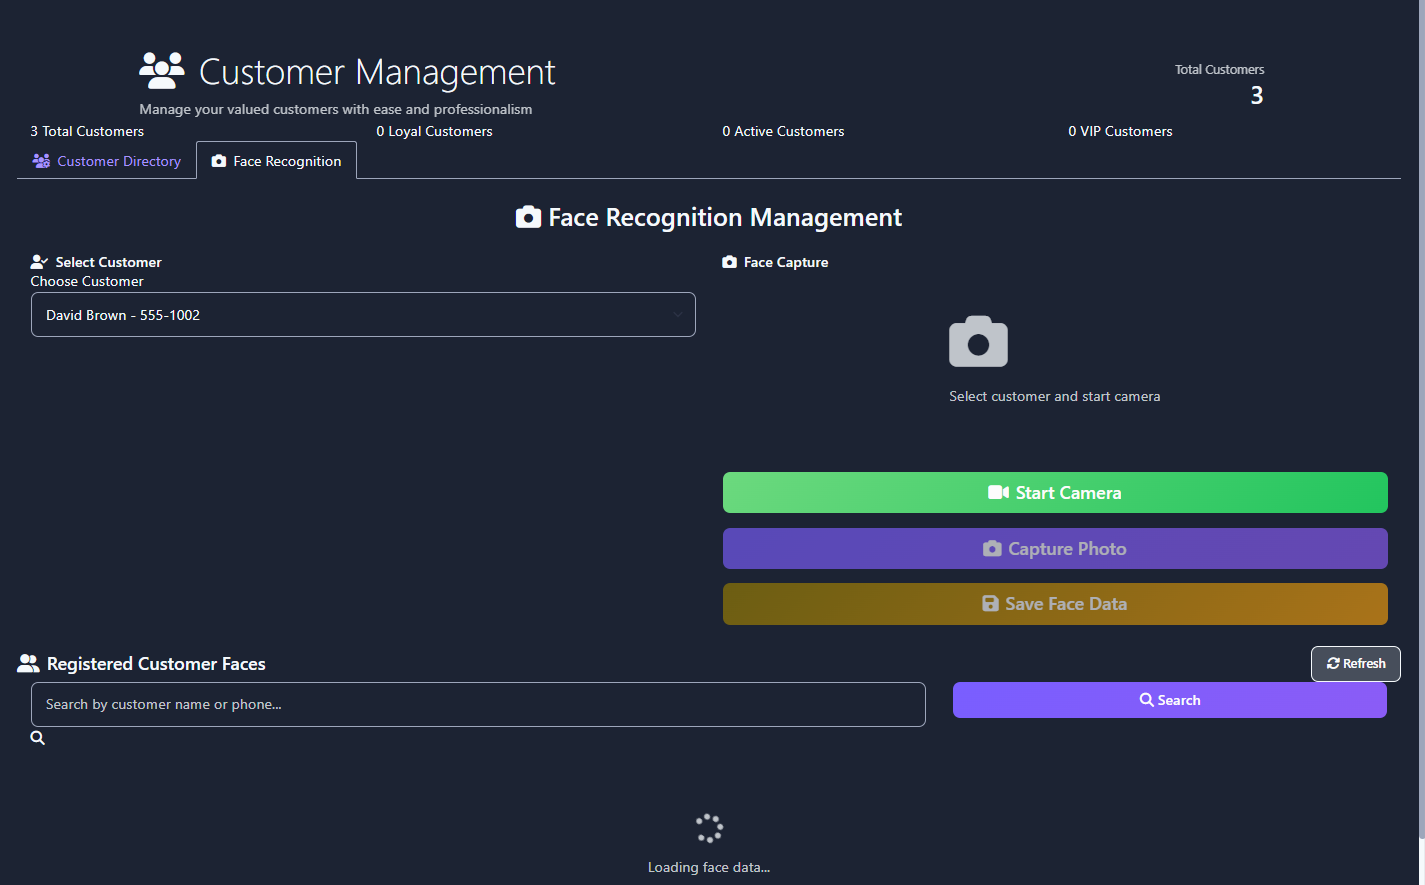 Customer Management
Manage your valued customers with ease and professionalism
Total Customers
3
3 Total Customers
0 Loyal Customers
0 Active Customers
0 VIP Customers
Customer Directory
Face Recognition
Face Recognition Management
Select Customer
Choose Customer
David Brown - 555-1002
Face Capture
Select customer and start camera
Start Camera
Capture Photo
Save Face Data
Registered Customer Faces
Refresh
Search by customer name or phone...
Search
Loading face data...